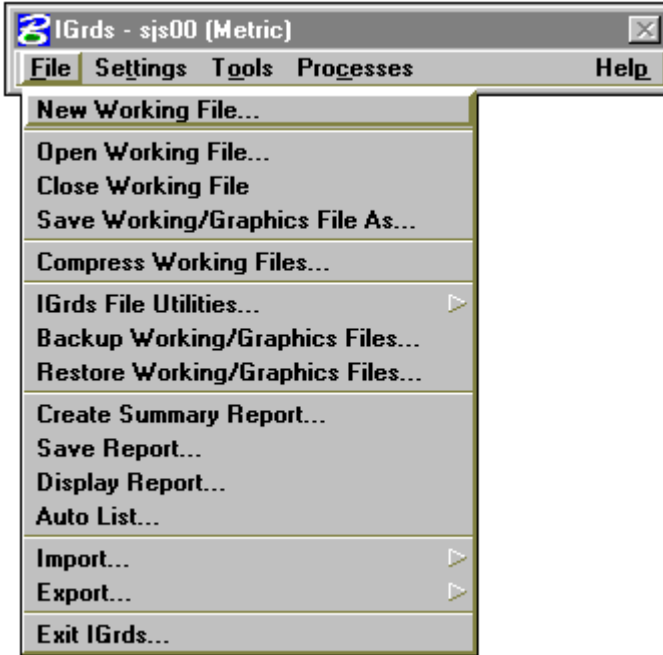 IGrds - sjs00 (Metric)
File Settings Tools Processes Help
New Working File...
Open Working File...
Close Working File
Save Working/Graphics File As...
Compress Working Files...
IGrds File Utilities...
Backup Working/Graphics Files...
Restore Working/Graphics Files...
Create Summary Report...
Save Report...
Display Report...
Auto List...
Import...
Export...
Exit IGrds...